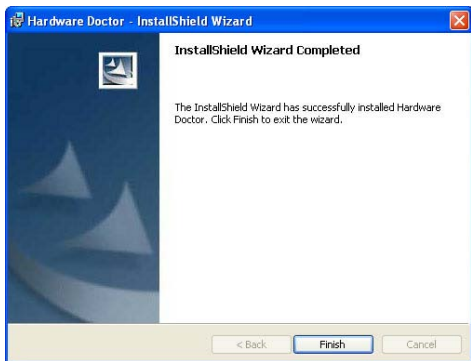 Hardware Doctor - InstallShield Wizard
InstallShield Wizard Completed
The InstallShield Wizard has successfully installed Hardware
Doctor. Click Finish to exit the wizard.
< Back Finish Cancel